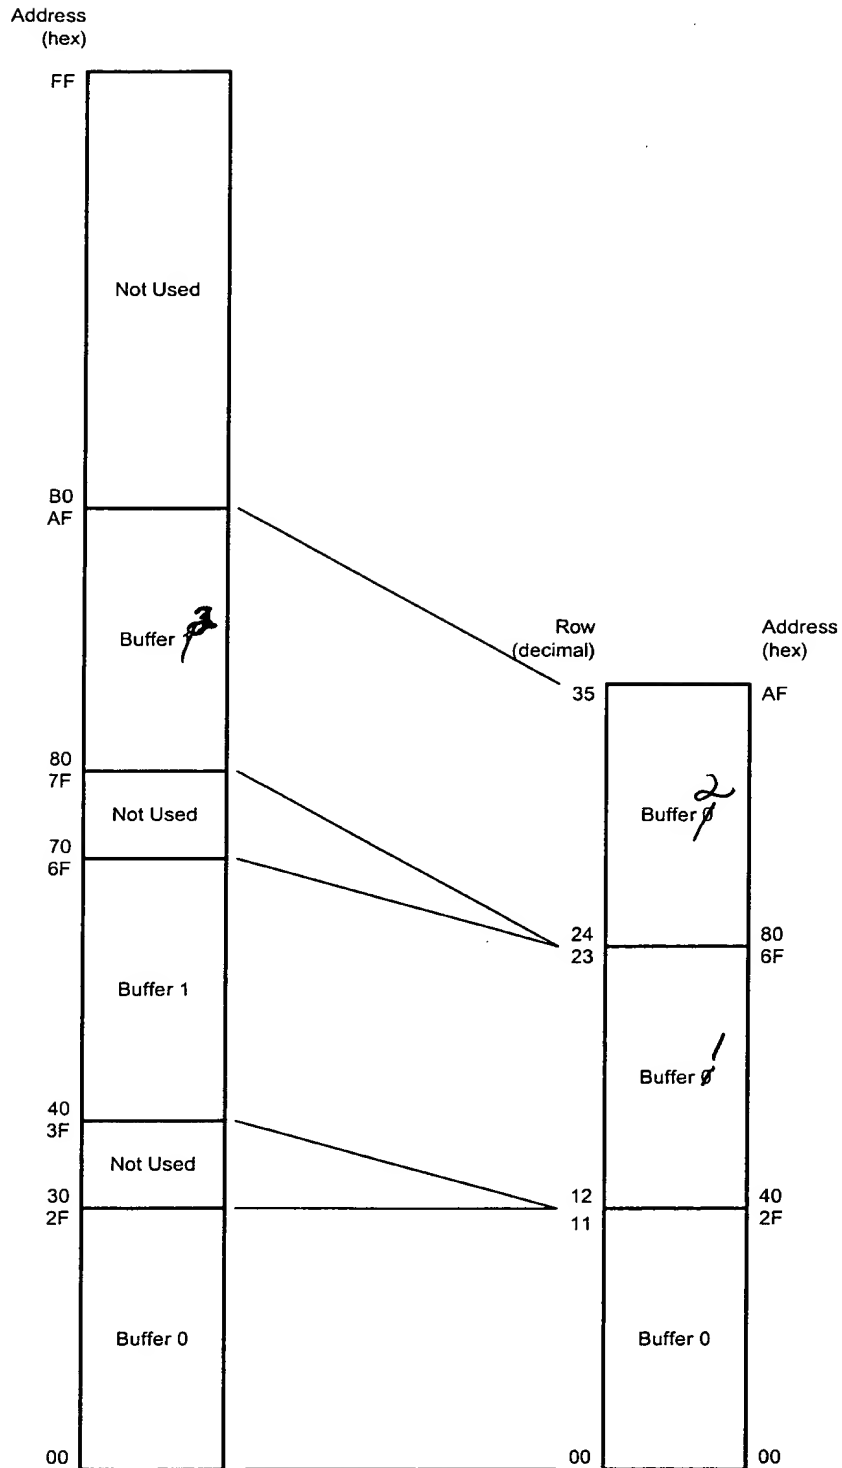 Address
(hex)
FF
Not Used
B0
AF
Buffer
Row
(decimal)
Address
(hex)
35
AF
Buffer 0 2
80
7F
Not Used
70
6F
24
23
80
6F
Buffer 1
Buffer 0 1
40
3F
Not Used
30
2F
12
11
40
2F
Buffer 0
Buffer 0
00
00
00